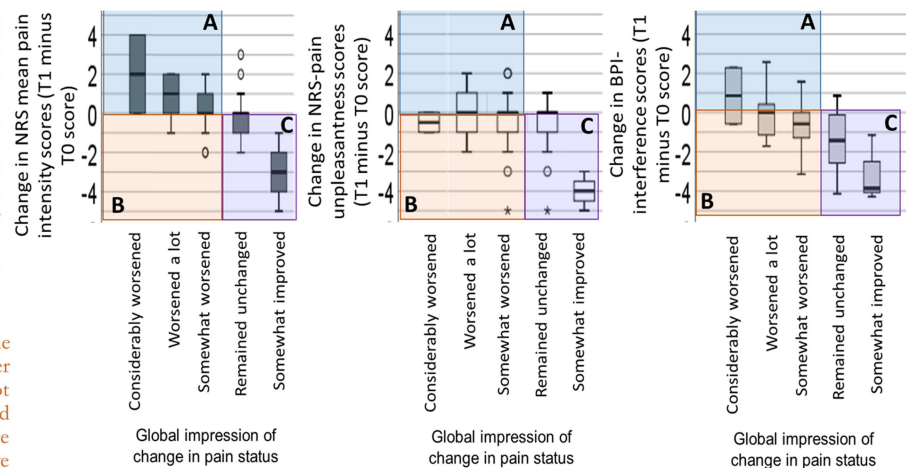 Change in NRS mean pain
intensity scores (T1 minus
T0 score)
4
2
0
-2
-4
A
B
C
Considerably worsened
Worsened a lot
Somewhat worsened
Remained unchanged
Somewhat improved
Global impression of
change in pain status
Change in NRS-pain
unpleasantness scores
(T1 minus T0 score)
4
2
0
-2
-4
A
B
C
Considerably worsened
Worsened a lot
Somewhat worsened
Remained unchanged
Somewhat improved
Global impression of
change in pain status
Change in BPI-
interference scores (T1
minus T0 score)
4
2
0
-2
-4
A
B
C
Considerably worsened
Worsened a lot
Somewhat worsened
Remained unchanged
Somewhat improved
Global impression of
change in pain status